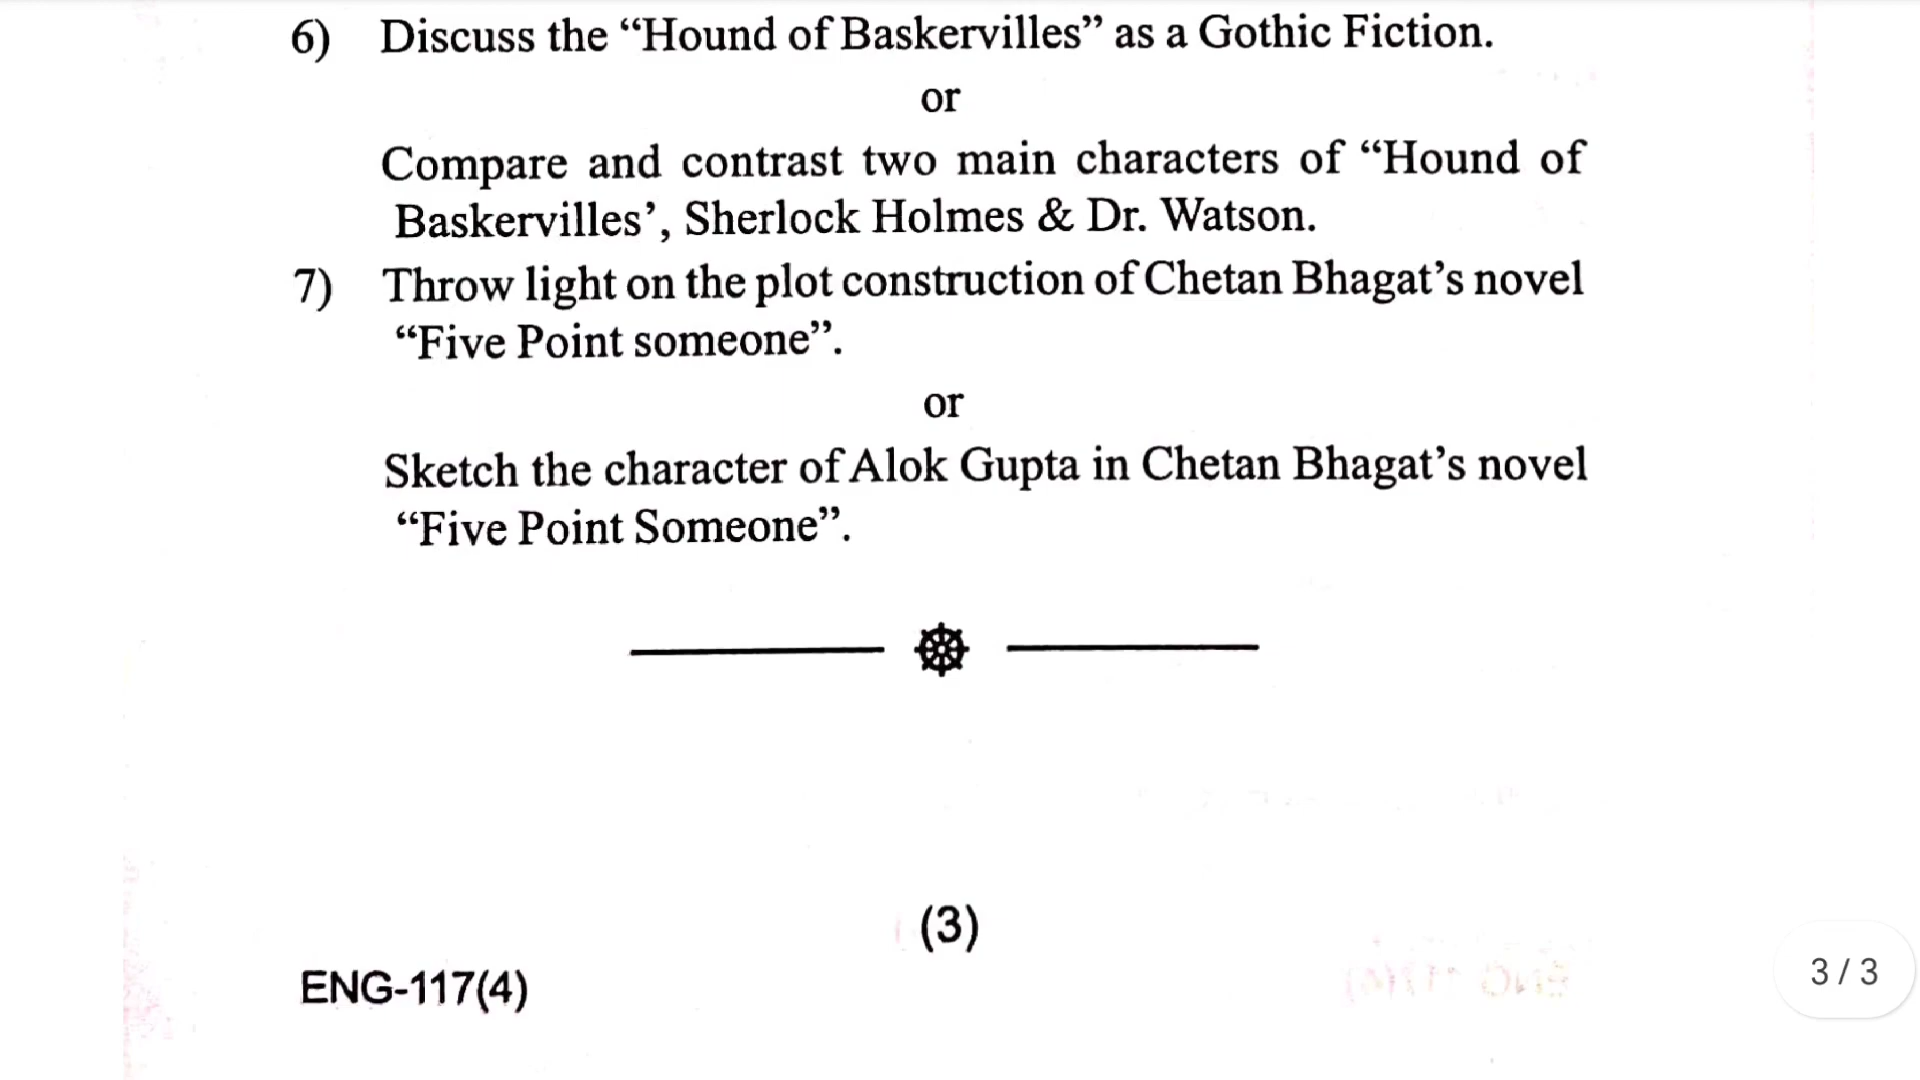 6) Discuss the “Hound of Baskervilles” as a Gothic Fiction.
or
Compare and contrast two main characters of “Hound of
Baskervilles’, Sherlock Holmes & Dr. Watson.
7) Throw light on the plot construction of Chetan Bhagat’s novel
“Five Point someone”.
or
Sketch the character of Alok Gupta in Chetan Bhagat’s novel
“Five Point Someone”.
(3)
ENG-117(4)
3 / 3